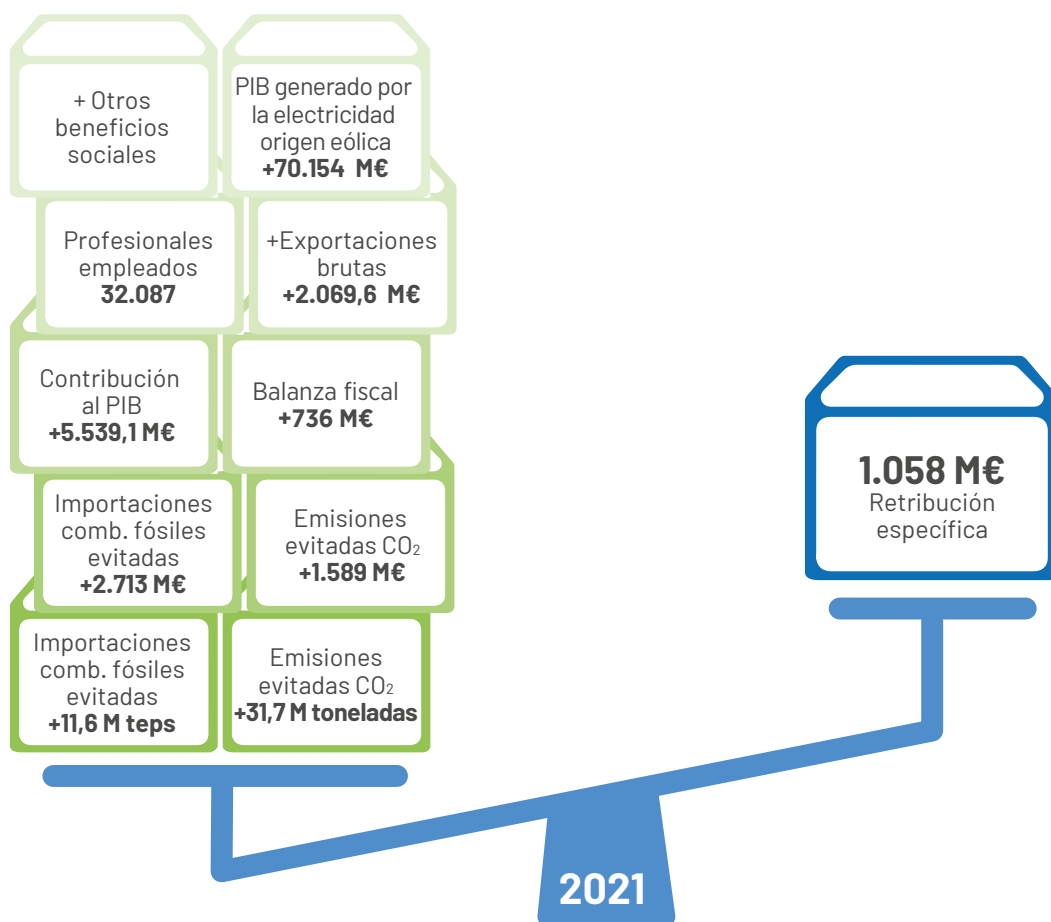 + Otros
beneficios
sociales
PIB generado por
la electricidad
origen eólica
+70.154 M€
Profesionales
empleados
32.087
+Exportaciones
brutas
+2.069,6 M€
Contribución
al PIB
+5.539,1 M€
Balanza fiscal
+736 M€
Importaciones
comb. fósiles
evitadas
+2.713 M€
Emisiones
evitadas CO₂
+1.589 M€
Importaciones
comb. fósiles
evitadas
+11,6 M teps
Emisiones
evitadas CO₂
+31,7 M toneladas
1.058 M€
Retribución
específica
2021